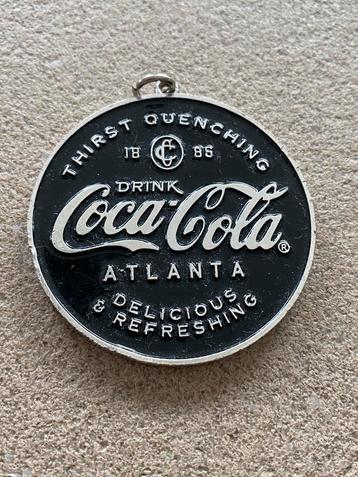 THIRST QUENCHING
18 CC 86
DRINK
Coca-Cola®
ATLANTA
DELICIOUS
& REFRESHING